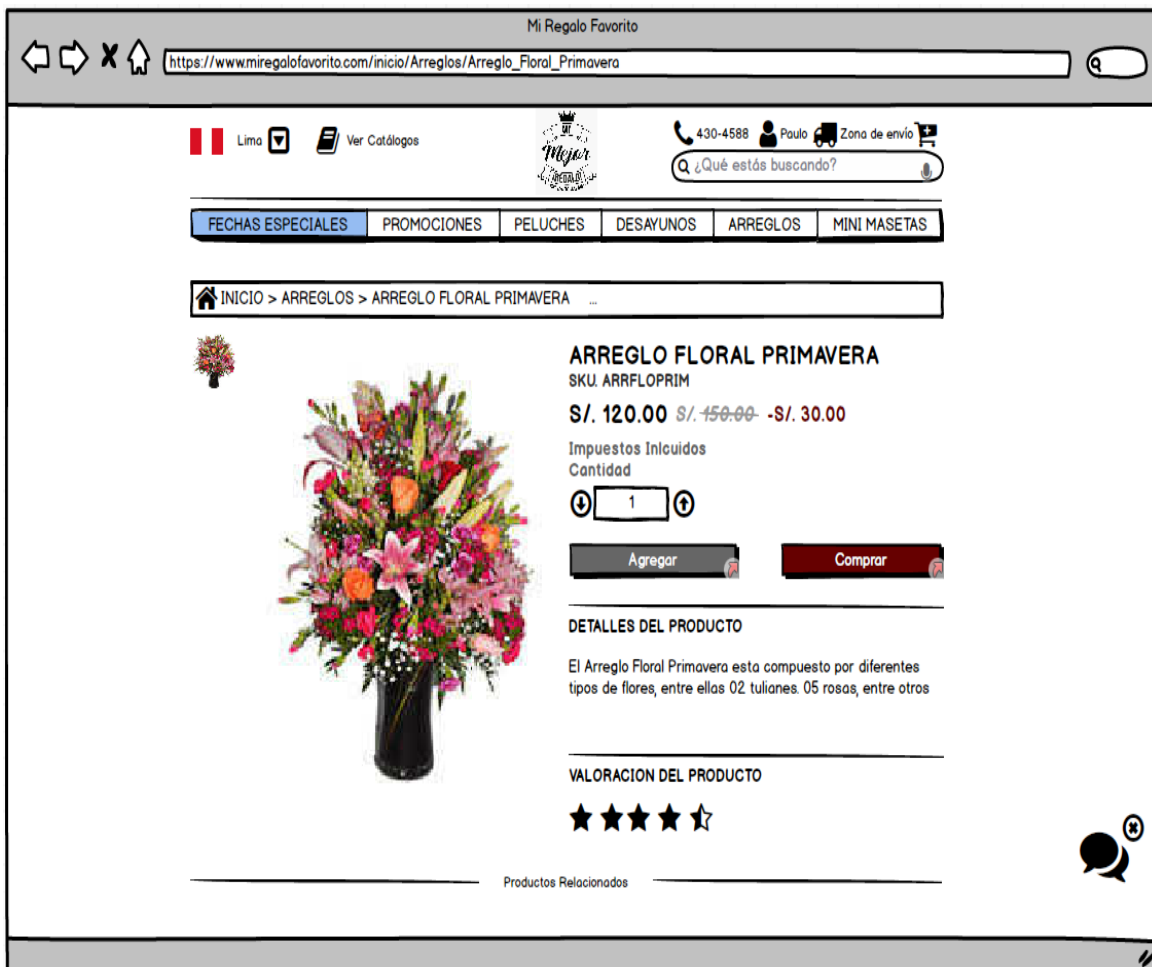 Mi Regalo Favorito
https://www.miregalofavorito.com/inicio/Arreglos/Arreglo_Floral_Primavera
Lima
Ver Catálogos
Mejor
REGALO
430-4588 Paulo Zona de envío
¿Qué estás buscando?
FECHAS ESPECIALES PROMOCIONES PELUCHES DESAYUNOS ARREGLOS MINI MASETAS
INICIO > ARREGLOS > ARREGLO FLORAL PRIMAVERA ...
ARREGLO FLORAL PRIMAVERA
SKU. ARRFLOPRIM
S/. 120.00 S/. 150.00 -S/. 30.00
Impuestos Inlcuidos
Cantidad
1
Agregar Comprar
DETALLES DEL PRODUCTO
El Arreglo Floral Primavera esta compuesto por diferentes
tipos de flores, entre ellas 02 tulianes. 05 rosas, entre otros
VALORACION DEL PRODUCTO
Productos Relacionados